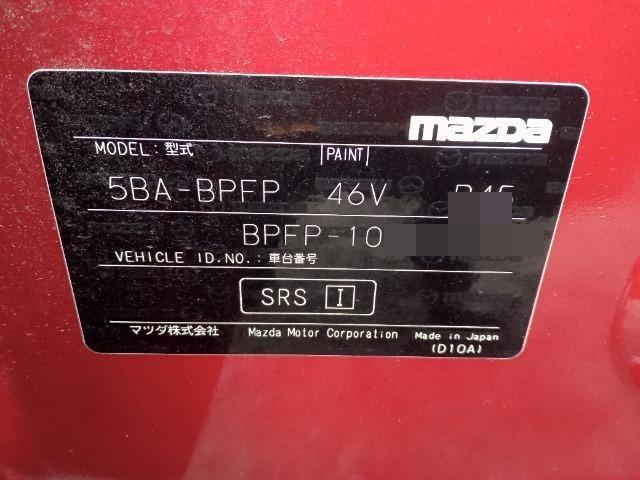 mazda
MODEL: 型式 PAINT
5BA-BPFP 46V
BPFP-10
VEHICLE ID.NO.: 車台番号
SRS I
マツダ株式会社 Mazda Motor Corporation Made in Japan
(D10A)